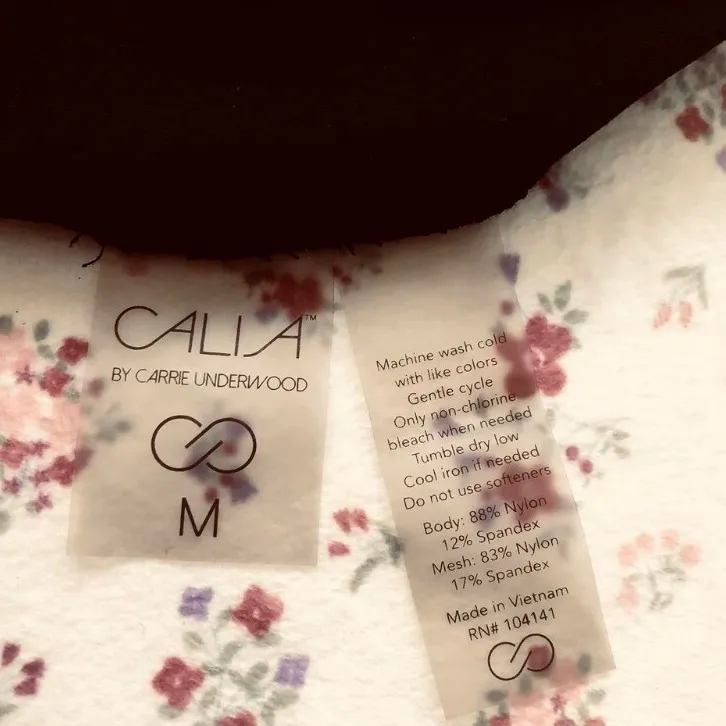 CALIA™
BY CARRIE UNDERWOOD
M
Machine wash cold
with like colors
Gentle cycle
Only non-chlorine
bleach when needed
Tumble dry low
Cool iron if needed
Do not use softeners
Body: 88% Nylon
12% Spandex
Mesh: 83% Nylon
17% Spandex
Made in Vietnam
RN# 104141